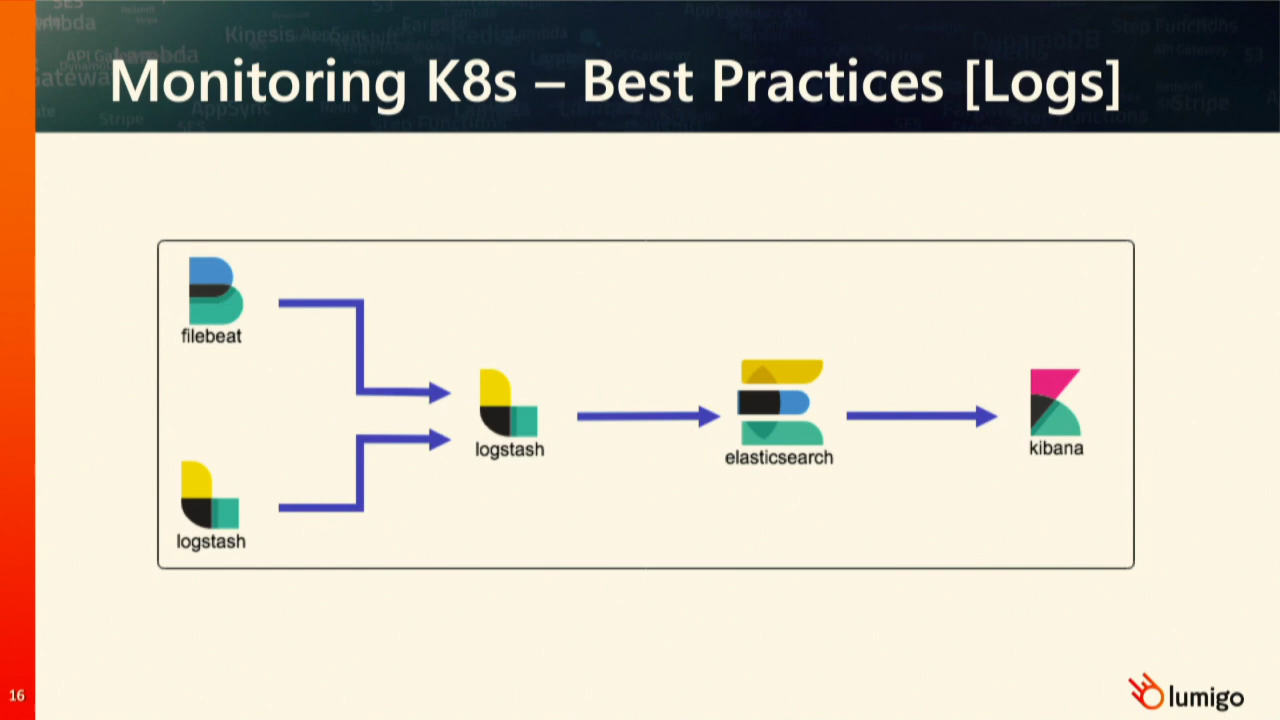 Monitoring K8s – Best Practices [Logs]
filebeat
logstash
logstash
elasticsearch
kibana
16
lumigo